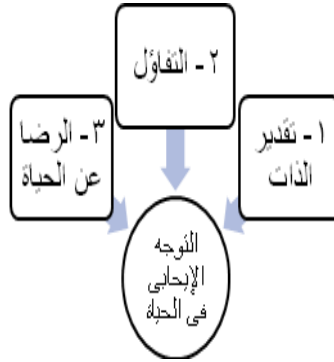 ١- تقدير
الذات
٢- التفاؤل
٣- الرضا
عن الحياة
التوجه
الإيجابى
فى الحياة